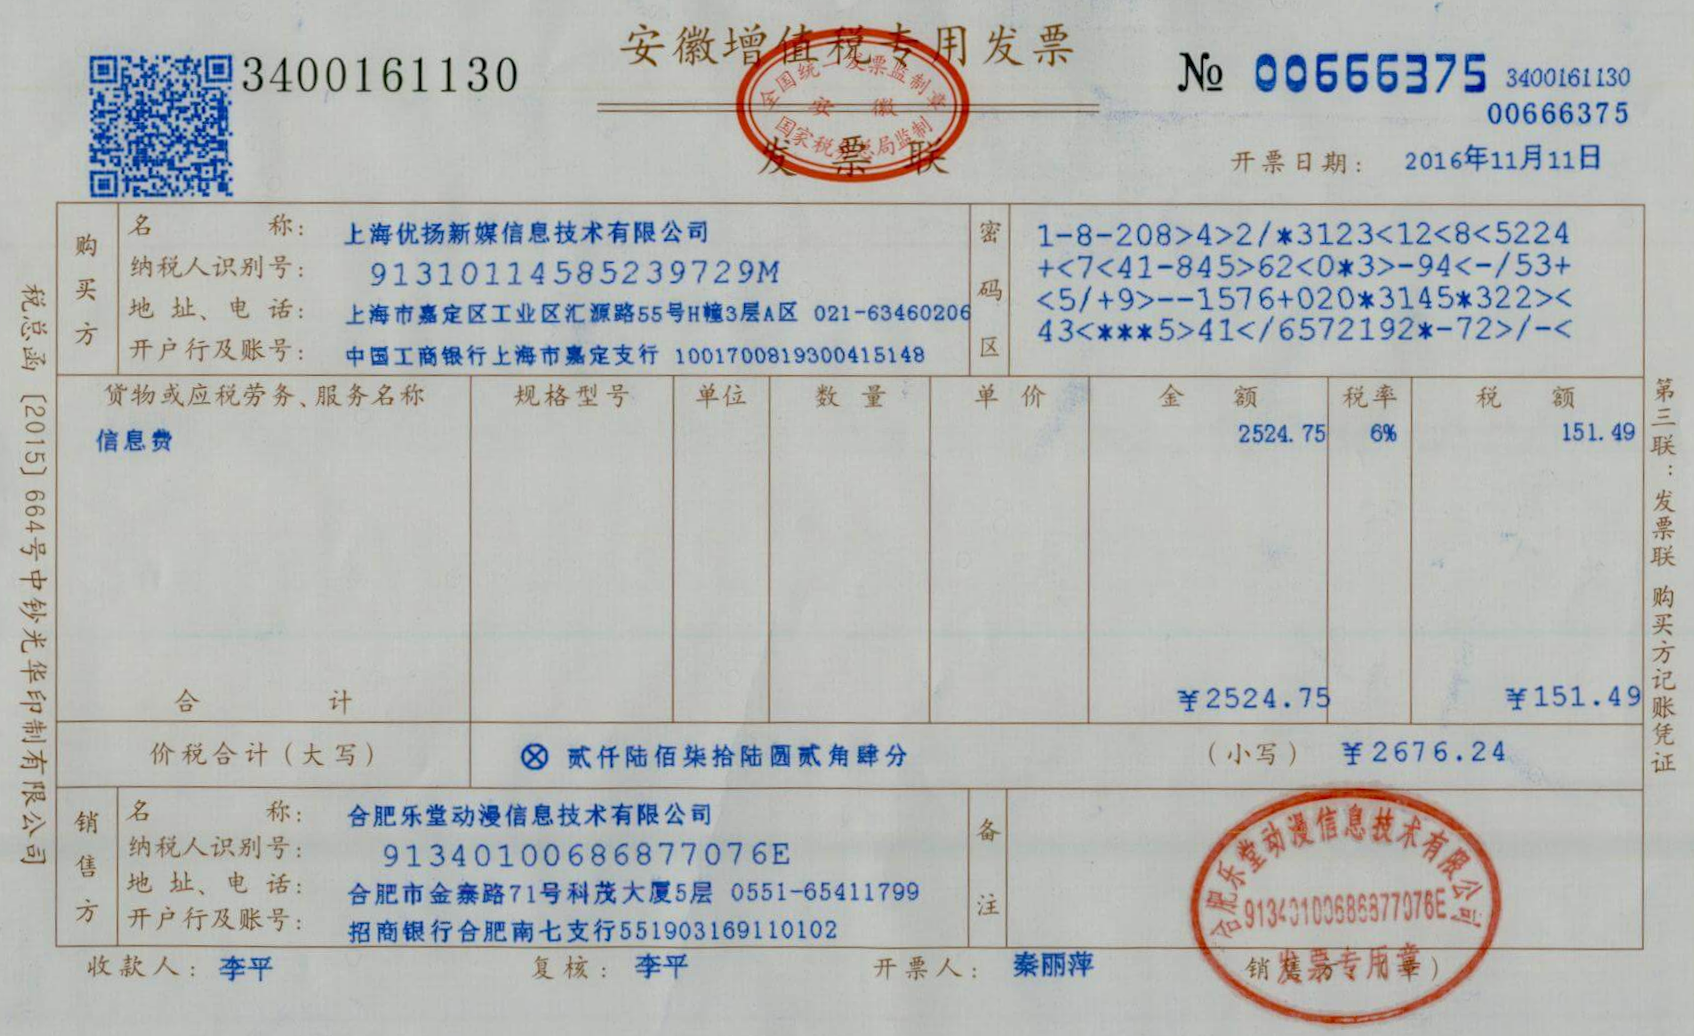 安徽增值税专用发票
3400161130
№ 00666375
3400161130
00666375
全国统一发票监制章
安徽
国家税务总局监制
发票联
开票日期: 2016年11月11日
购买方
名称: 上海优扬新媒信息技术有限公司
纳税人识别号: 91310114585239729M
地址、电话: 上海市嘉定区工业区汇源路55号H幢3层A区 021-63460206
开户行及账号: 中国工商银行上海市嘉定支行 1001700819300415148
密码区
1-8-208>4>2/*3123<12<8<5224
+<7<41-845>62<0*3>-94<-/53+
<5/+9>--1576+020*3145*322><
43<***5>41</6572192*-72>/-<
货物或应税劳务、服务名称 规格型号 单位 数量 单价 金额 税率 税额
信息费 2524.75 6% 151.49
合计 ¥2524.75 ¥151.49
价税合计(大写) ⊗ 贰仟陆佰柒拾陆圆贰角肆分 (小写) ¥2676.24
销售方
名称: 合肥乐堂动漫信息技术有限公司
纳税人识别号: 91340100686877076E
地址、电话: 合肥市金寨路71号科茂大厦5层 0551-65411799
开户行及账号: 招商银行合肥南七支行551903169110102
备注
合肥乐堂动漫信息技术有限公司
91340100686877076E
发票专用章
收款人: 李平 复核: 李平 开票人: 秦丽萍 销售方:(章)
税总函[2015]664号中钞光华印制有限公司
第三联:发票联 购买方记账凭证